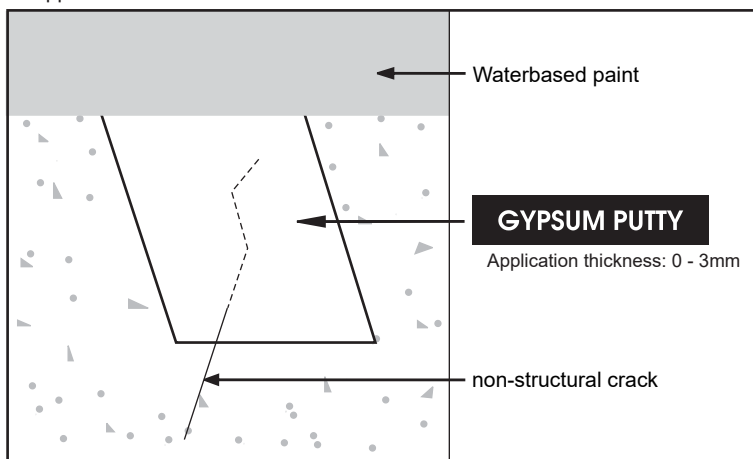 Waterbased paint
GYPSUM PUTTY
Application thickness: 0 - 3mm
non-structural crack